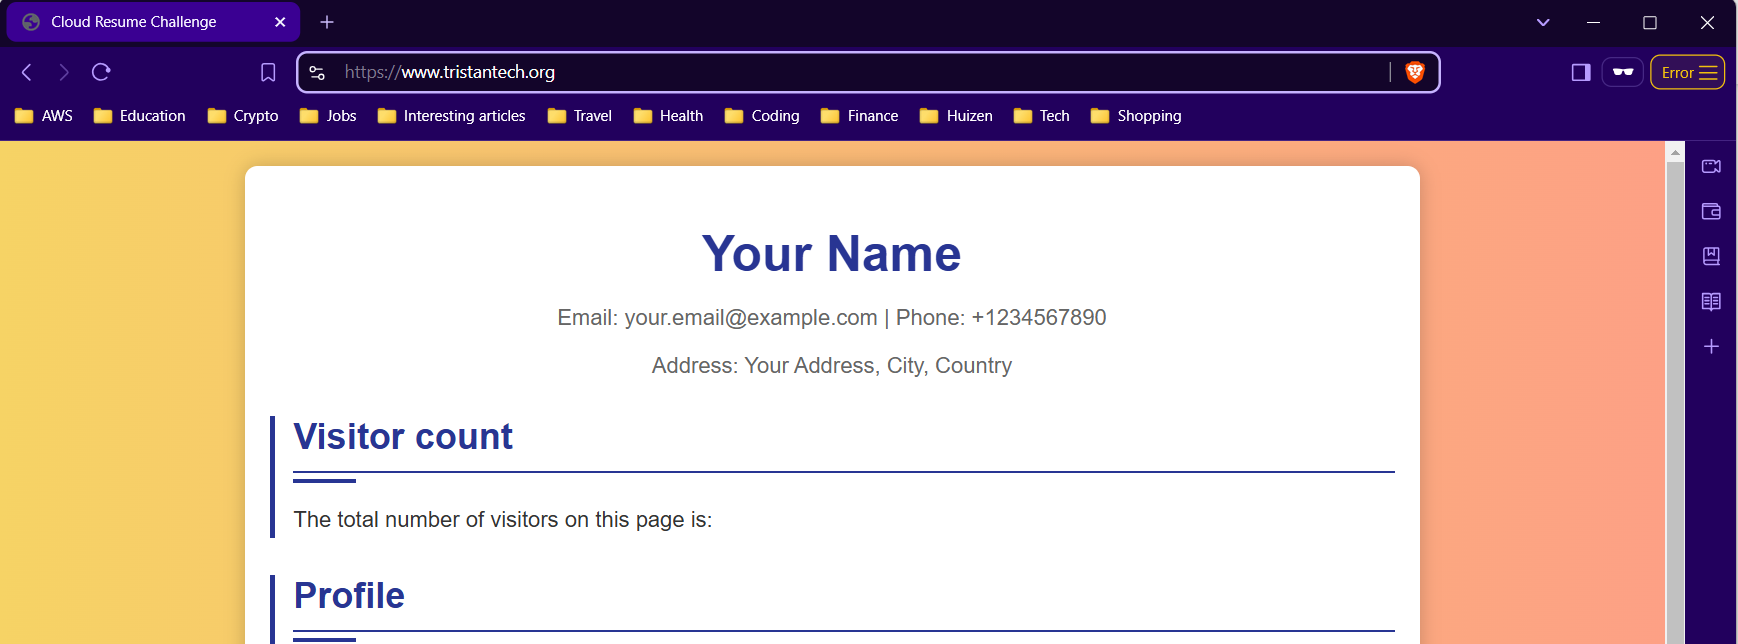 Cloud Resume Challenge
https://www.tristantech.org
Error
AWS Education Crypto Jobs Interesting articles Travel Health Coding Finance Huizen Tech Shopping
Your Name
Email: your.email@example.com | Phone: +1234567890
Address: Your Address, City, Country
Visitor count
The total number of visitors on this page is:
Profile